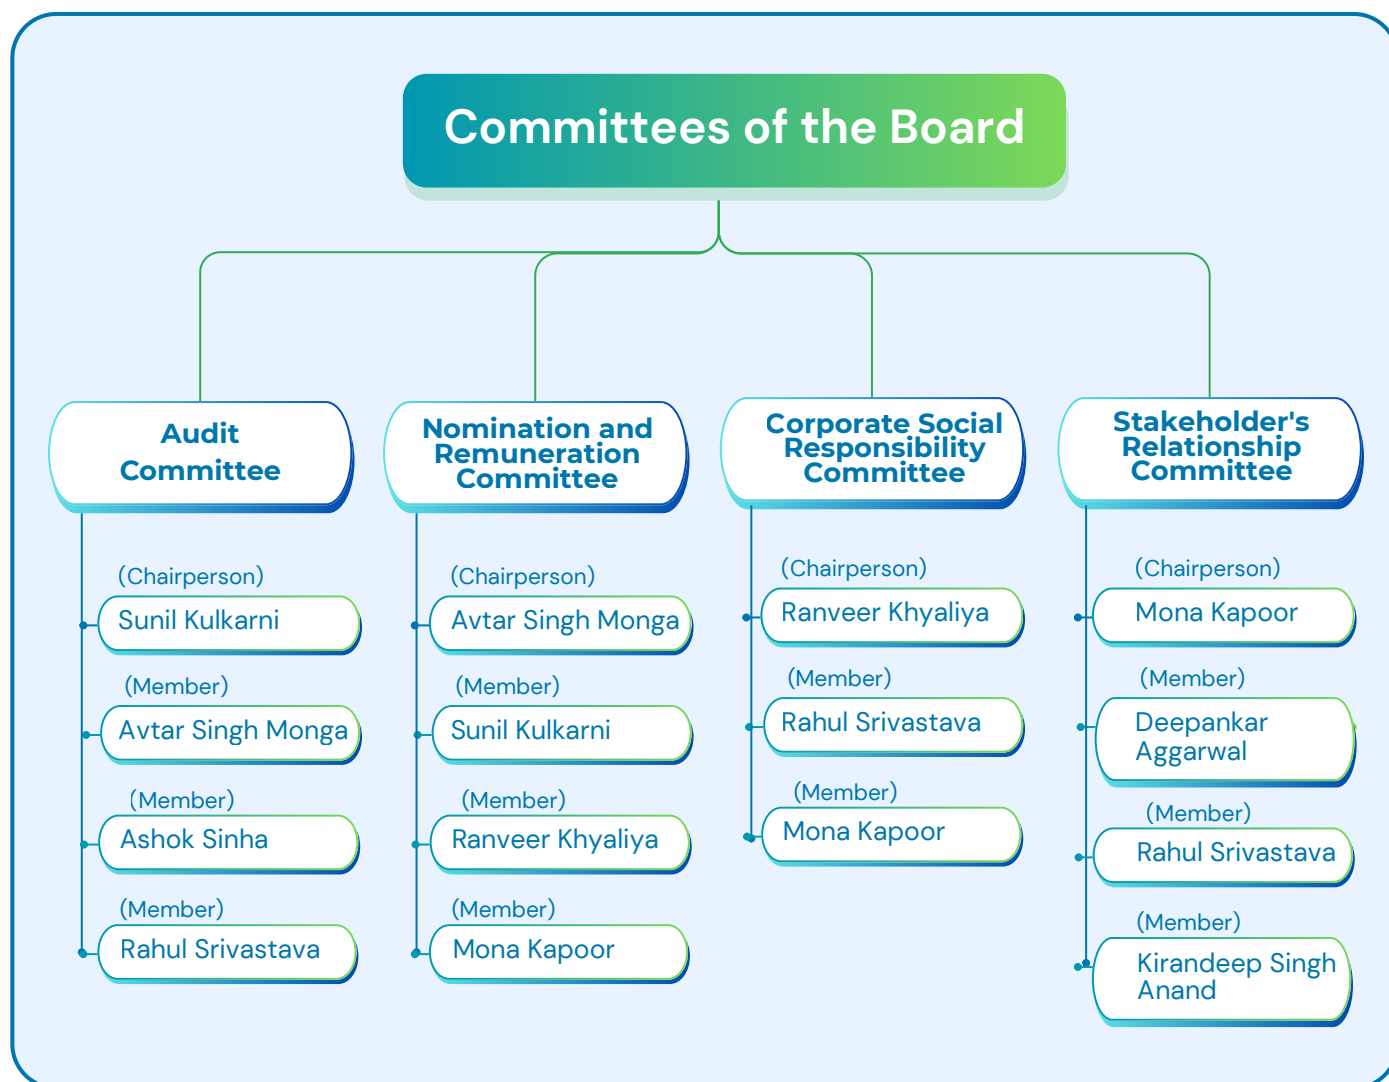 Committees of the Board
Audit
Committee
(Chairperson)
Sunil Kulkarni
(Member)
Avtar Singh Monga
(Member)
Ashok Sinha
(Member)
Rahul Srivastava
Nomination and
Remuneration
Committee
(Chairperson)
Avtar Singh Monga
(Member)
Sunil Kulkarni
(Member)
Ranveer Khyaliya
(Member)
Mona Kapoor
Corporate Social
Responsibility
Committee
(Chairperson)
Ranveer Khyaliya
(Member)
Rahul Srivastava
(Member)
Mona Kapoor
Stakeholder's
Relationship
Committee
(Chairperson)
Mona Kapoor
(Member)
Deepankar
Aggarwal
(Member)
Rahul Srivastava
(Member)
Kirandeep Singh
Anand